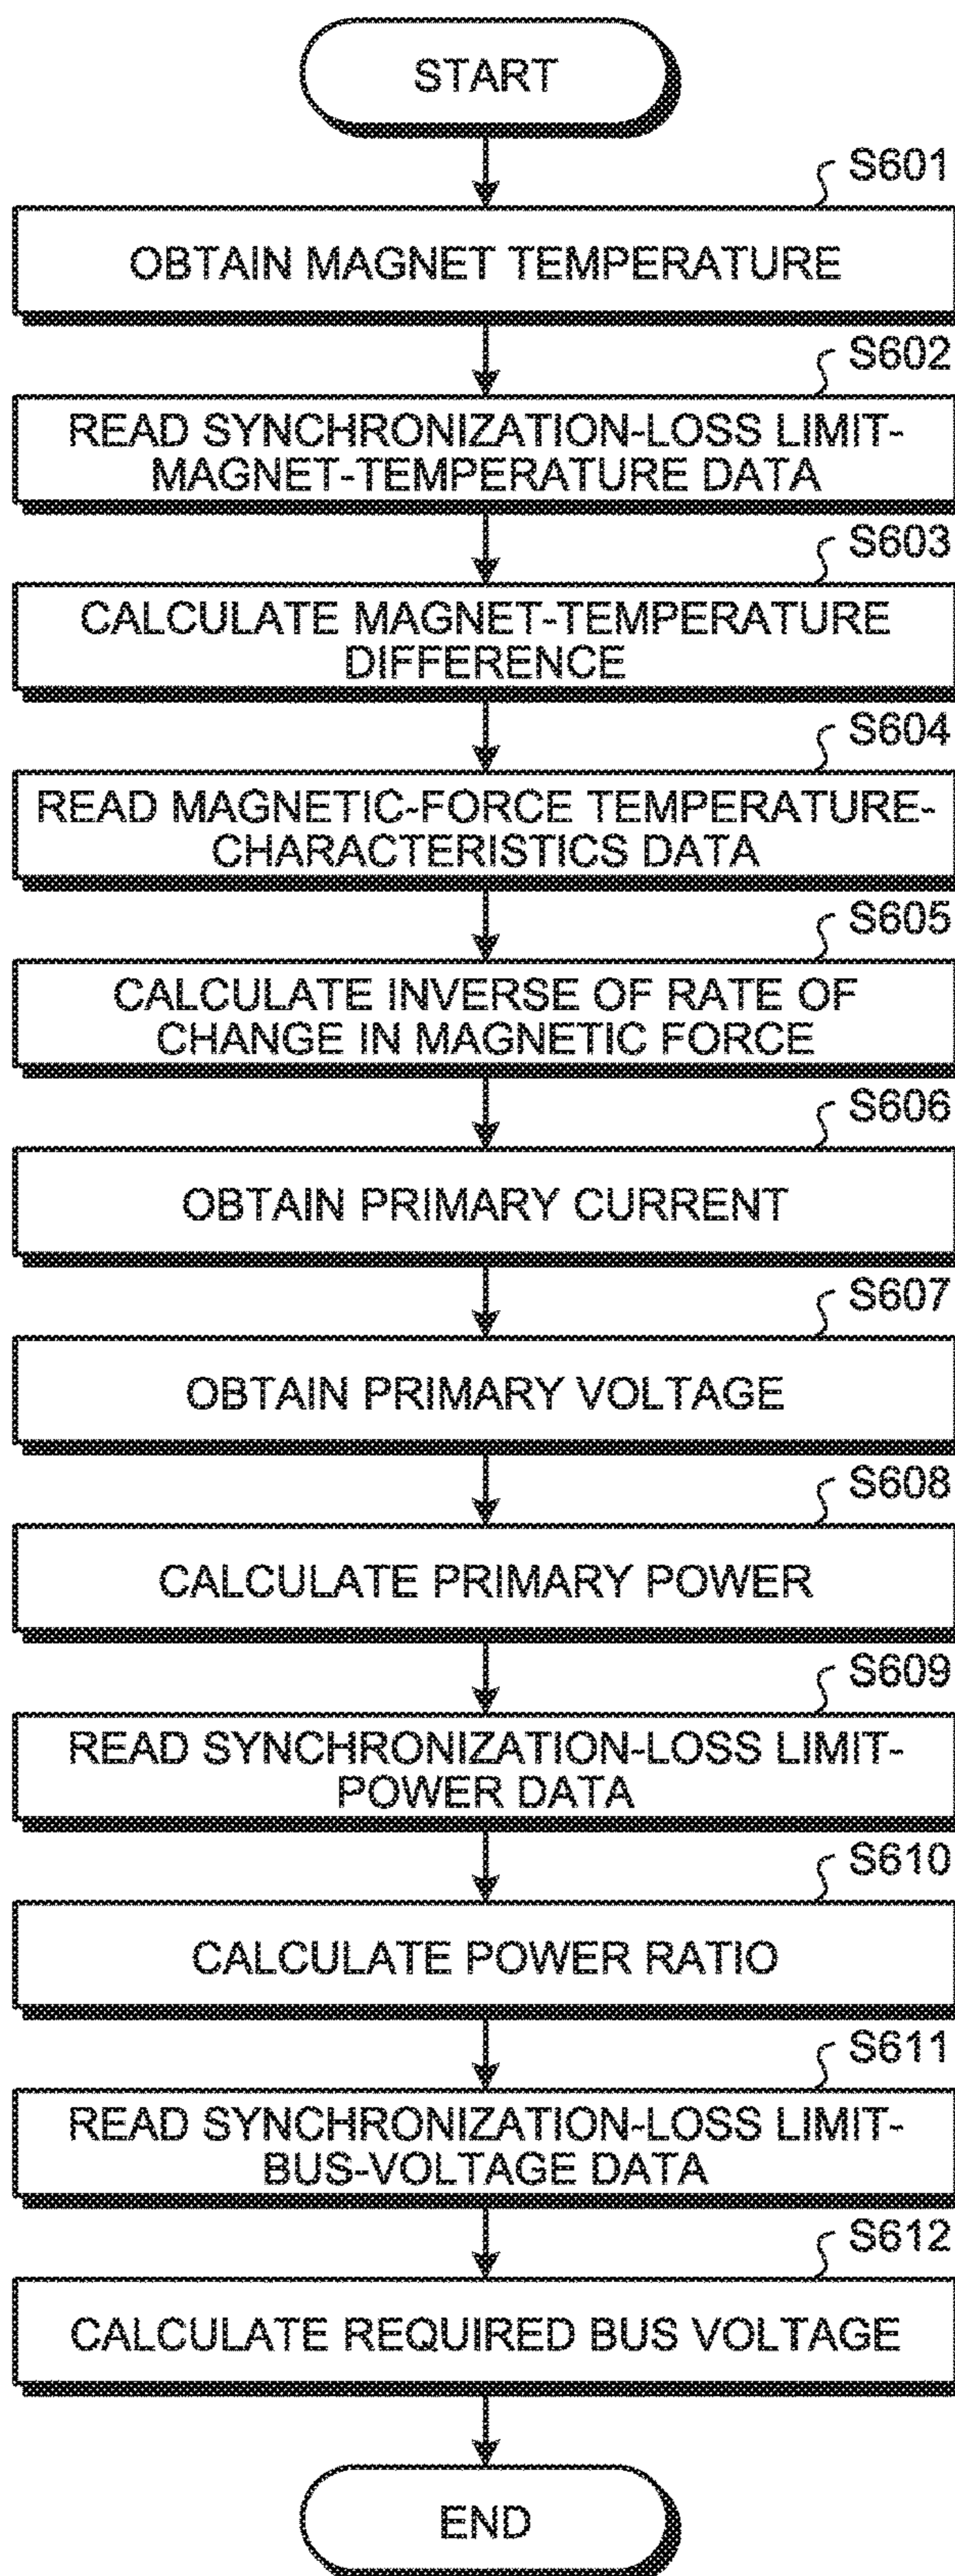 START
S601
OBTAIN MAGNET TEMPERATURE
S602
READ SYNCHRONIZATION-LOSS LIMIT-
MAGNET-TEMPERATURE DATA
S603
CALCULATE MAGNET-TEMPERATURE
DIFFERENCE
S604
READ MAGNETIC-FORCE TEMPERATURE-
CHARACTERISTICS DATA
S605
CALCULATE INVERSE OF RATE OF
CHANGE IN MAGNETIC FORCE
S606
OBTAIN PRIMARY CURRENT
S607
OBTAIN PRIMARY VOLTAGE
S608
CALCULATE PRIMARY POWER
S609
READ SYNCHRONIZATION-LOSS LIMIT-
POWER DATA
S610
CALCULATE POWER RATIO
S611
READ SYNCHRONIZATION-LOSS LIMIT-
BUS-VOLTAGE DATA
S612
CALCULATE REQUIRED BUS VOLTAGE
END